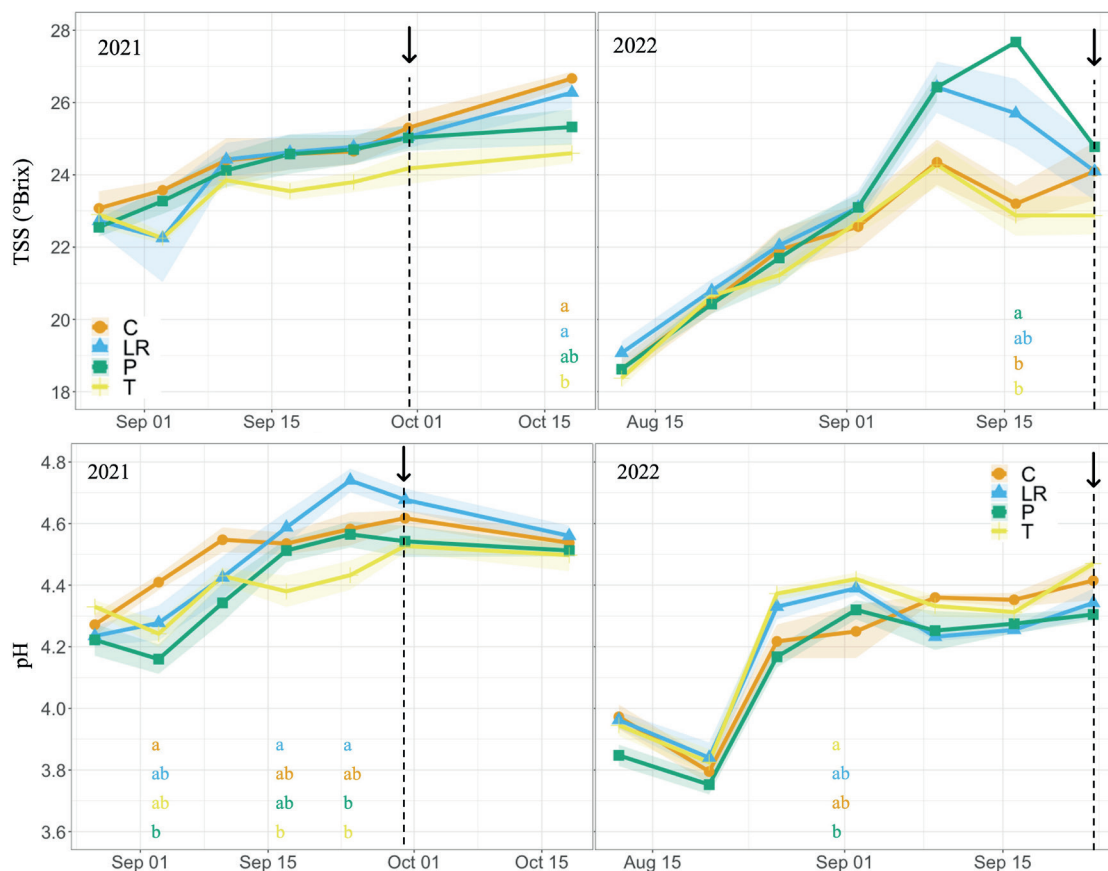 2021
2022
TSS (°Brix)
28
26
24
22
20
18
C
LR
P
T
a
a
ab
b
a
ab
b
b
Sep 01
Sep 15
Oct 01
Oct 15
Aug 15
Sep 01
Sep 15
2021
2022
pH
4.8
4.6
4.4
4.2
4.0
3.8
3.6
C
LR
P
T
a a a
ab ab ab
ab ab b
b b b
a
ab
ab
b
Sep 01
Sep 15
Oct 01
Oct 15
Aug 15
Sep 01
Sep 15